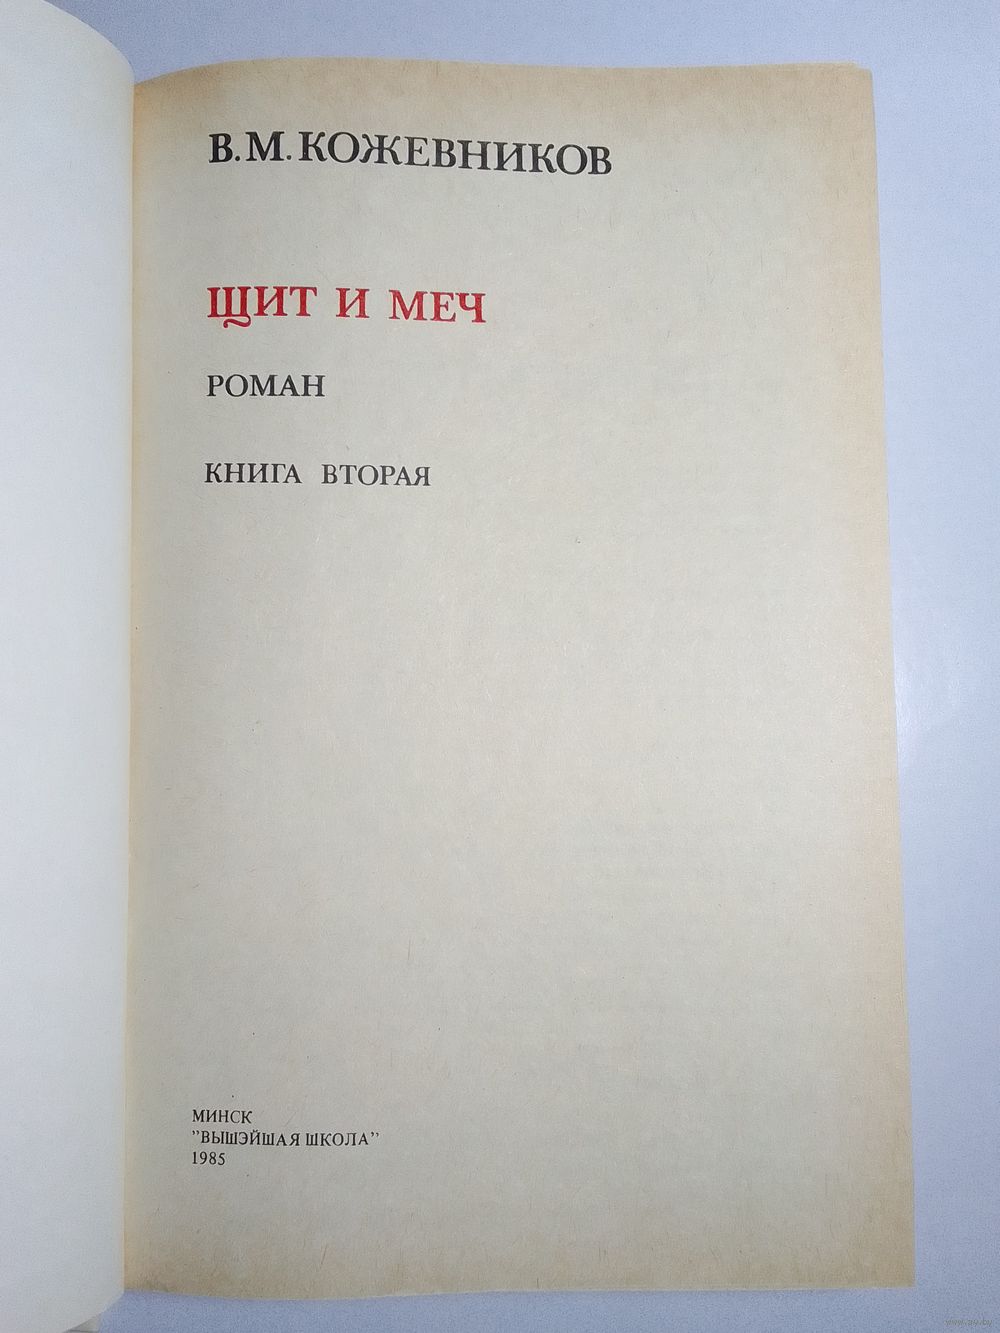 В. М. КОЖЕВНИКОВ
ЩИТ И МЕЧ
РОМАН
КНИГА ВТОРАЯ
МИНСК
"ВЫШЭЙШАЯ ШКОЛА"
1985